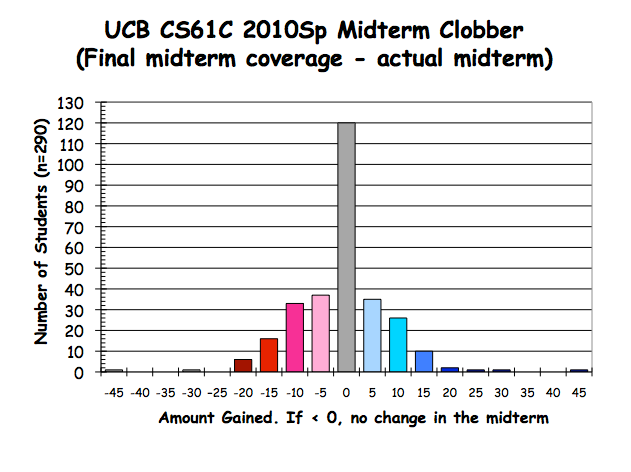 UCB CS61C 2010Sp Midterm Clobber
(Final midterm coverage - actual midterm)
Number of Students (n=290)
130
120
110
100
90
80
70
60
50
40
30
20
10
0
-45 -40 -35 -30 -25 -20 -15 -10 -5 0 5 10 15 20 25 30 35 40 45
Amount Gained. If < 0, no change in the midterm